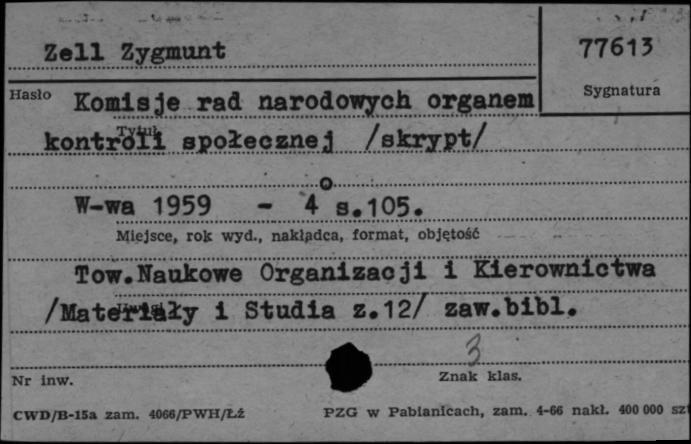 Zell Zygmunt
77613
Hasło
Sygnatura
Komisje rad narodowych organem
Tytuł
kontroli społecznej /skrypt/
W-wa 1959 - 4° s.105.
Miejsce, rok wyd., nakładca, format, objętość
Tow.Naukowe Organizacji i Kierownictwa
/Materiały i Studia z.12/ zaw.bibl.
3
Nr inw.
Znak klas.
CWD/B-15a zam. 4066/PWH/Łź
PZG w Pabianicach, zam. 4-66 nakł. 400 000 szt